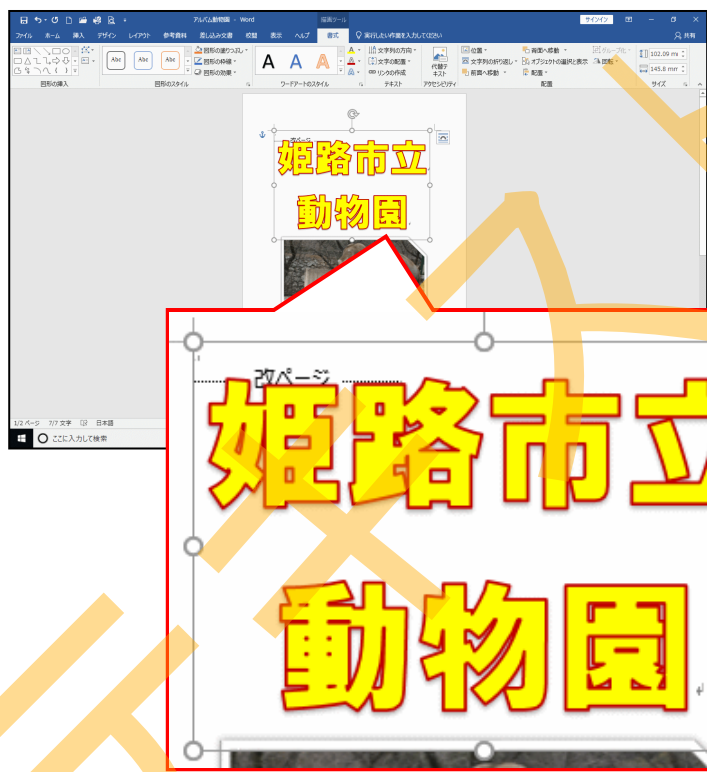 アルバム動物園 - Word
描画ツール
サインイン
ファイル ホーム 挿入 デザイン レイアウト 参考資料 差し込み文書 校閲 表示 ヘルプ 書式 実行したい作業を入力してください 共有
Abc Abc Abc
図形の塗りつぶし
図形の枠線
図形の効果
A A A
文字列の方向
文字の配置
リンクの作成
代替テキスト
位置
文字列の折り返し
前面へ移動
背面へ移動
オブジェクトの選択と表示
配置
グループ化
回転
102.09 mm
145.8 mm
図形の挿入 図形のスタイル ワードアートのスタイル テキスト アクセシビリティ 配置 サイズ
改ページ
姫路市立
動物園
改ページ
姫路市立
動物園
1/2 ページ 7/7 文字 日本語
ここに入力して検索